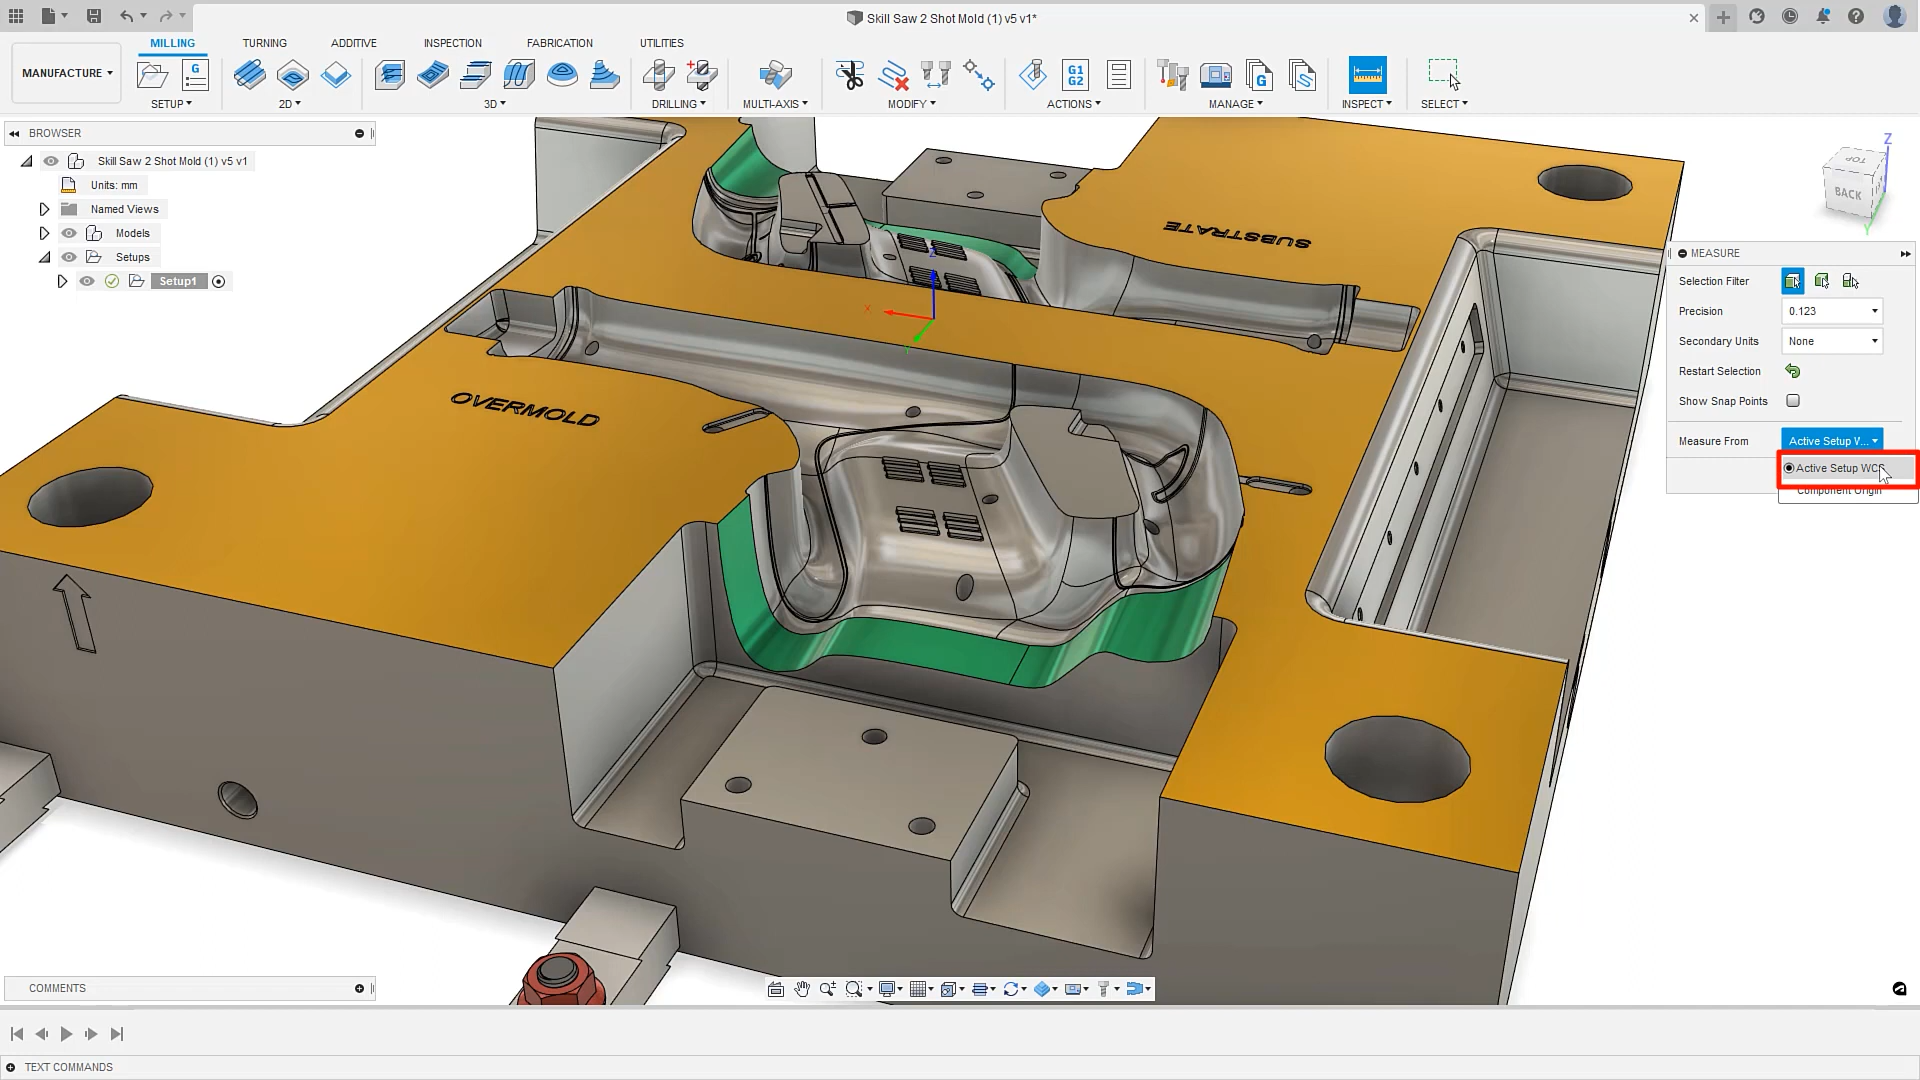 Skill Saw 2 Shot Mold (1) v5 v1*
MILLING TURNING ADDITIVE INSPECTION FABRICATION UTILITIES
MANUFACTURE
G
G1
G2
G
SETUP 2D 3D DRILLING MULTI-AXIS MODIFY ACTIONS MANAGE INSPECT SELECT
BROWSER
Skill Saw 2 Shot Mold (1) v5 v1
Units: mm
Named Views
Models
Setups
Setup1
SUBSTRATE
OVERMOLD
Z
X
Y
Z
TOP
BACK
Y
MEASURE
Selection Filter
Precision 0.123
Secondary Units None
Restart Selection
Show Snap Points
Measure From Active Setup W...
Active Setup WCS
Component Origin
COMMENTS
TEXT COMMANDS